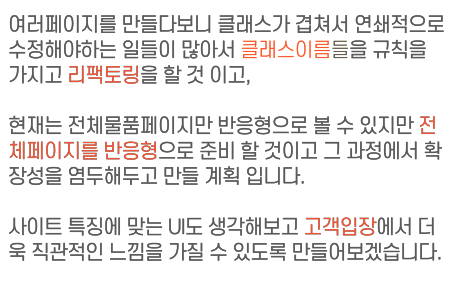 여러페이지를 만들다보니 클래스가 겹쳐서 연쇄적으로
수정해야하는 일들이 많아서 클래스이름들을 규칙을
가지고 리팩토링을 할 것 이고,
현재는 전체물품페이지만 반응형으로 볼 수 있지만 전
체페이지를 반응형으로 준비 할 것이고 그 과정에서 확
장성을 염두해두고 만들 계획 입니다.
사이트 특징에 맞는 UI도 생각해보고 고객입장에서 더
욱 직관적인 느낌을 가질 수 있도록 만들어보겠습니다.